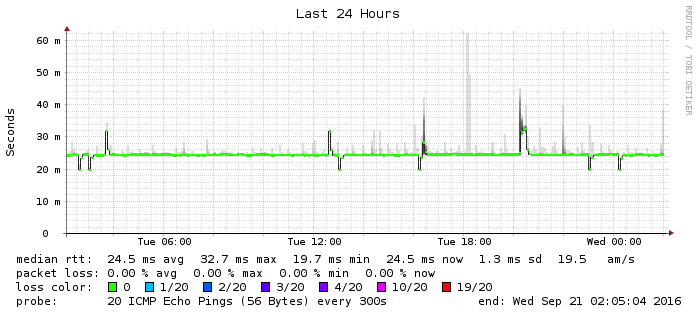 Last 24 Hours
RRDTOOL / TOBI OETIKER
Seconds
60 m
50 m
40 m
30 m
20 m
10 m
0
Tue 06:00 Tue 12:00 Tue 18:00 Wed 00:00
median rtt: 24.5 ms avg 32.7 ms max 19.7 ms min 24.5 ms now 1.3 ms sd 19.5 am/s
packet loss: 0.00 % avg 0.00 % max 0.00 % min 0.00 % now
loss color: 0 1/20 2/20 3/20 4/20 10/20 19/20
probe: 20 ICMP Echo Pings (56 Bytes) every 300s end: Wed Sep 21 02:05:04 2016